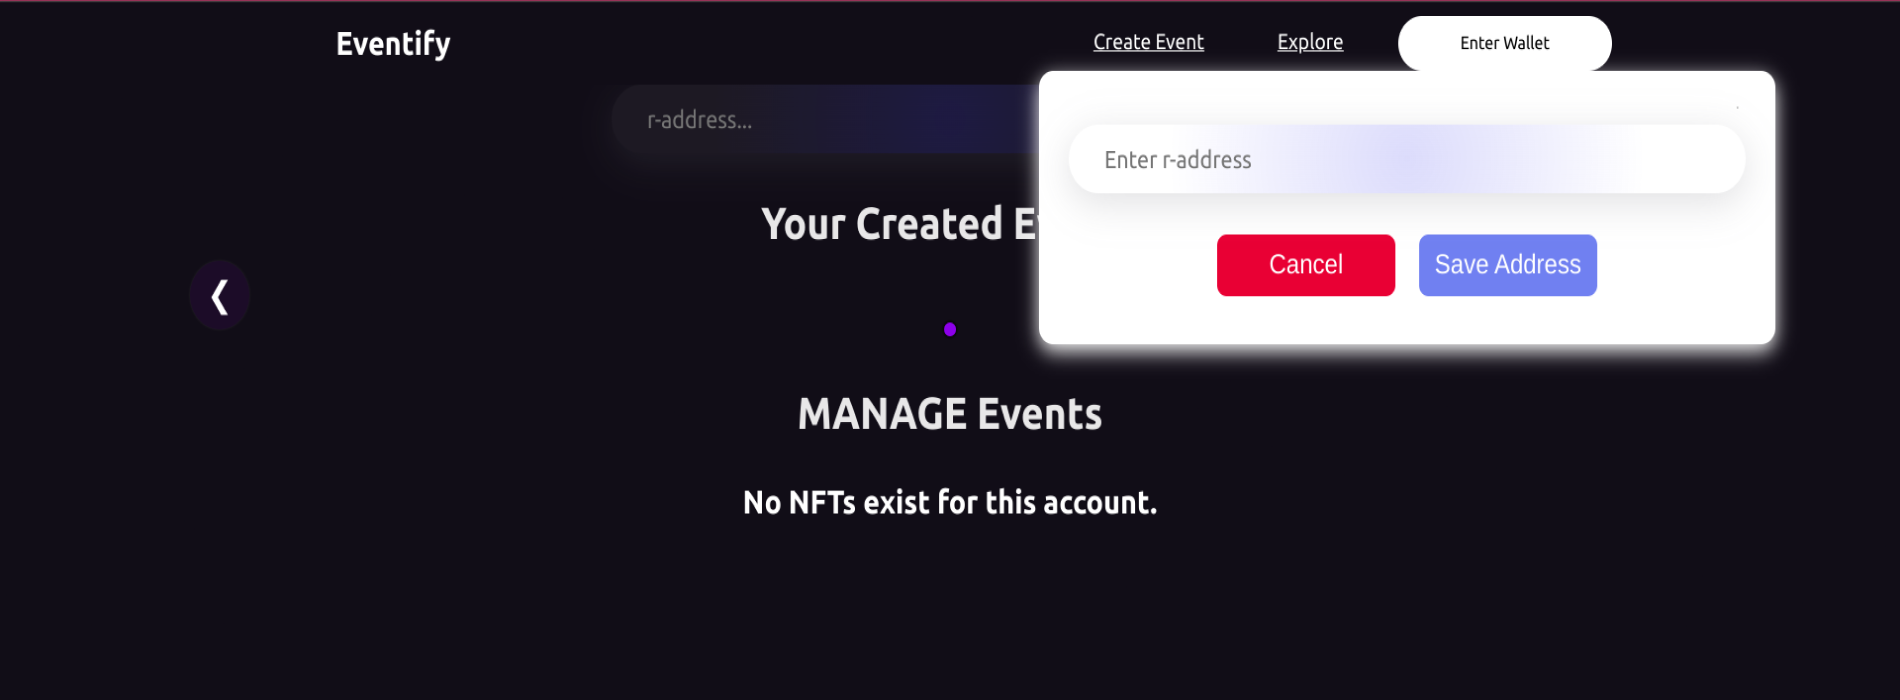 Eventify
Create Event
Explore
Enter Wallet
r-address...
Enter r-address
Your Created
Cancel
Save Address
MANAGE Events
No NFTs exist for this account.